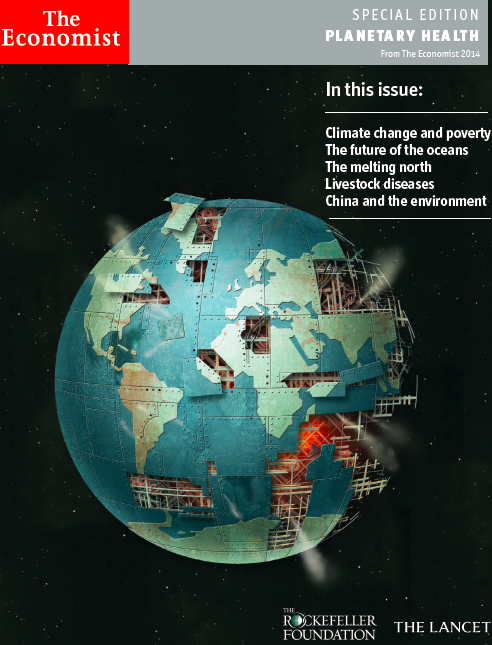 The
Economist
SPECIAL EDITION
PLANETARY HEALTH
From The Economist 2014
In this issue:
Climate change and poverty
The future of the oceans
The melting north
Livestock diseases
China and the environment
THE
ROCKEFELLER
FOUNDATION
THE LANCET